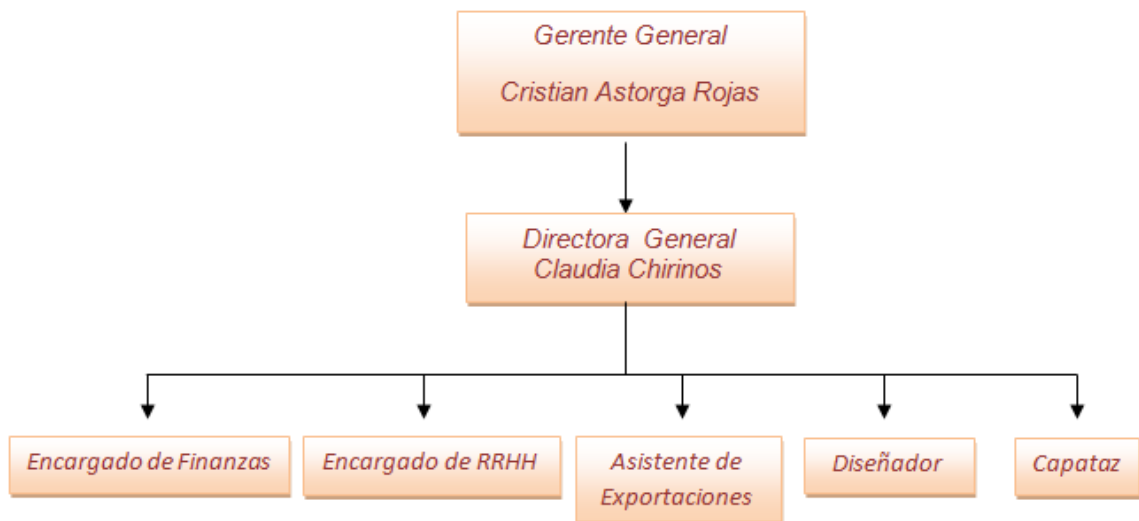 Gerente General
Cristian Astorga Rojas
Directora General
Claudia Chirinos
Encargado de Finanzas
Encargado de RRHH
Asistente de
Exportaciones
Diseñador
Capataz